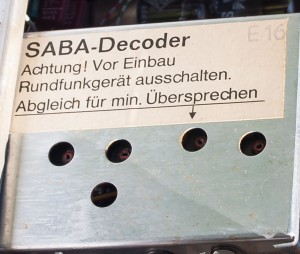 E 16
SABA-Decoder
Achtung! Vor Einbau
Rundfunkgerät ausschalten.
Abgleich für min. Übersprechen